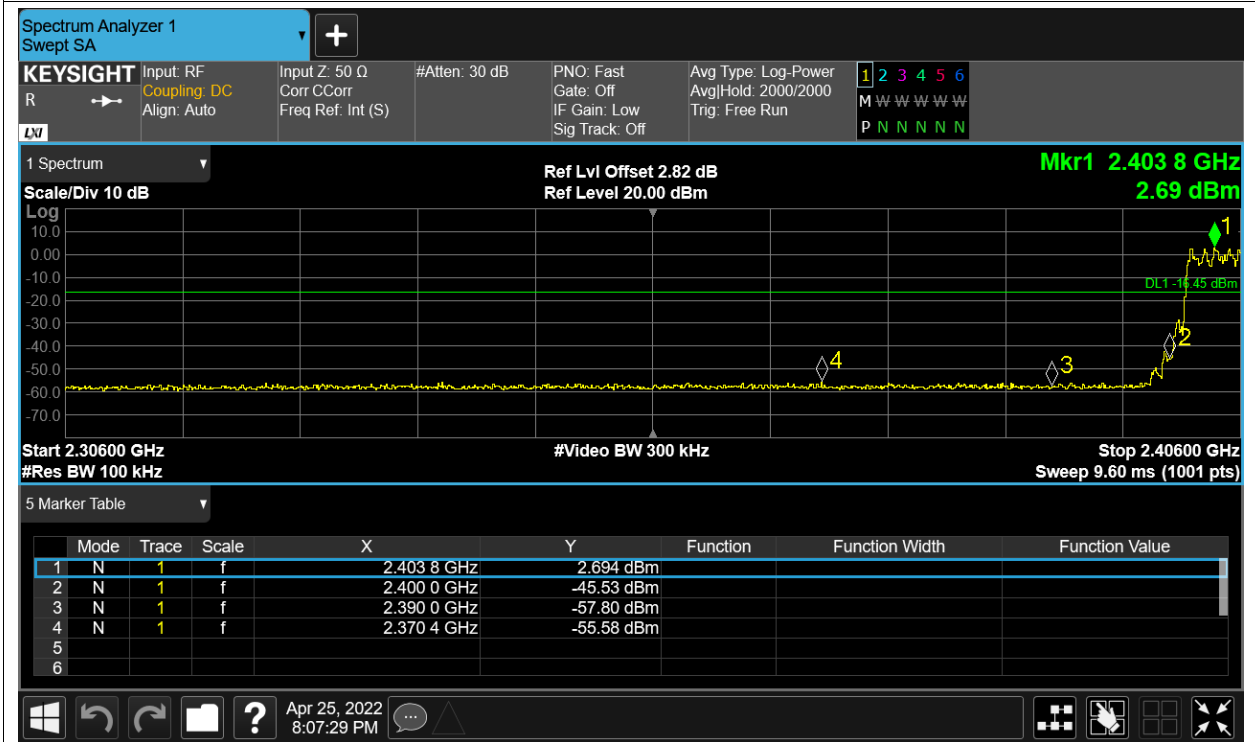 Spectrum Analyzer 1
Swept SA
+
KEYSIGHT Input: RF Input Z: 50 Ω #Atten: 30 dB PNO: Fast Avg Type: Log-Power 1 2 3 4 5 6
R Coupling: DC Corr CCorr Gate: Off Avg|Hold: 2000/2000 M W W W W W
Align: Auto Freq Ref: Int (S) IF Gain: Low Trig: Free Run
LXI Sig Track: Off P N N N N N
1 Spectrum Ref Lvl Offset 2.82 dB Mkr1 2.403 8 GHz
Scale/Div 10 dB Ref Level 20.00 dBm 2.69 dBm
Log
10.0
0.00
-10.0
-20.0
-30.0
-40.0
-50.0
-60.0
-70.0
1
DL1 -16.45 dBm
2
4
3
Start 2.30600 GHz #Video BW 300 kHz Stop 2.40600 GHz
#Res BW 100 kHz Sweep 9.60 ms (1001 pts)
5 Marker Table
Mode Trace Scale X Y Function Function Width Function Value
1 N 1 f 2.403 8 GHz 2.694 dBm
2 N 1 f 2.400 0 GHz -45.53 dBm
3 N 1 f 2.390 0 GHz -57.80 dBm
4 N 1 f 2.370 4 GHz -55.58 dBm
5
6
? Apr 25, 2022
8:07:29 PM